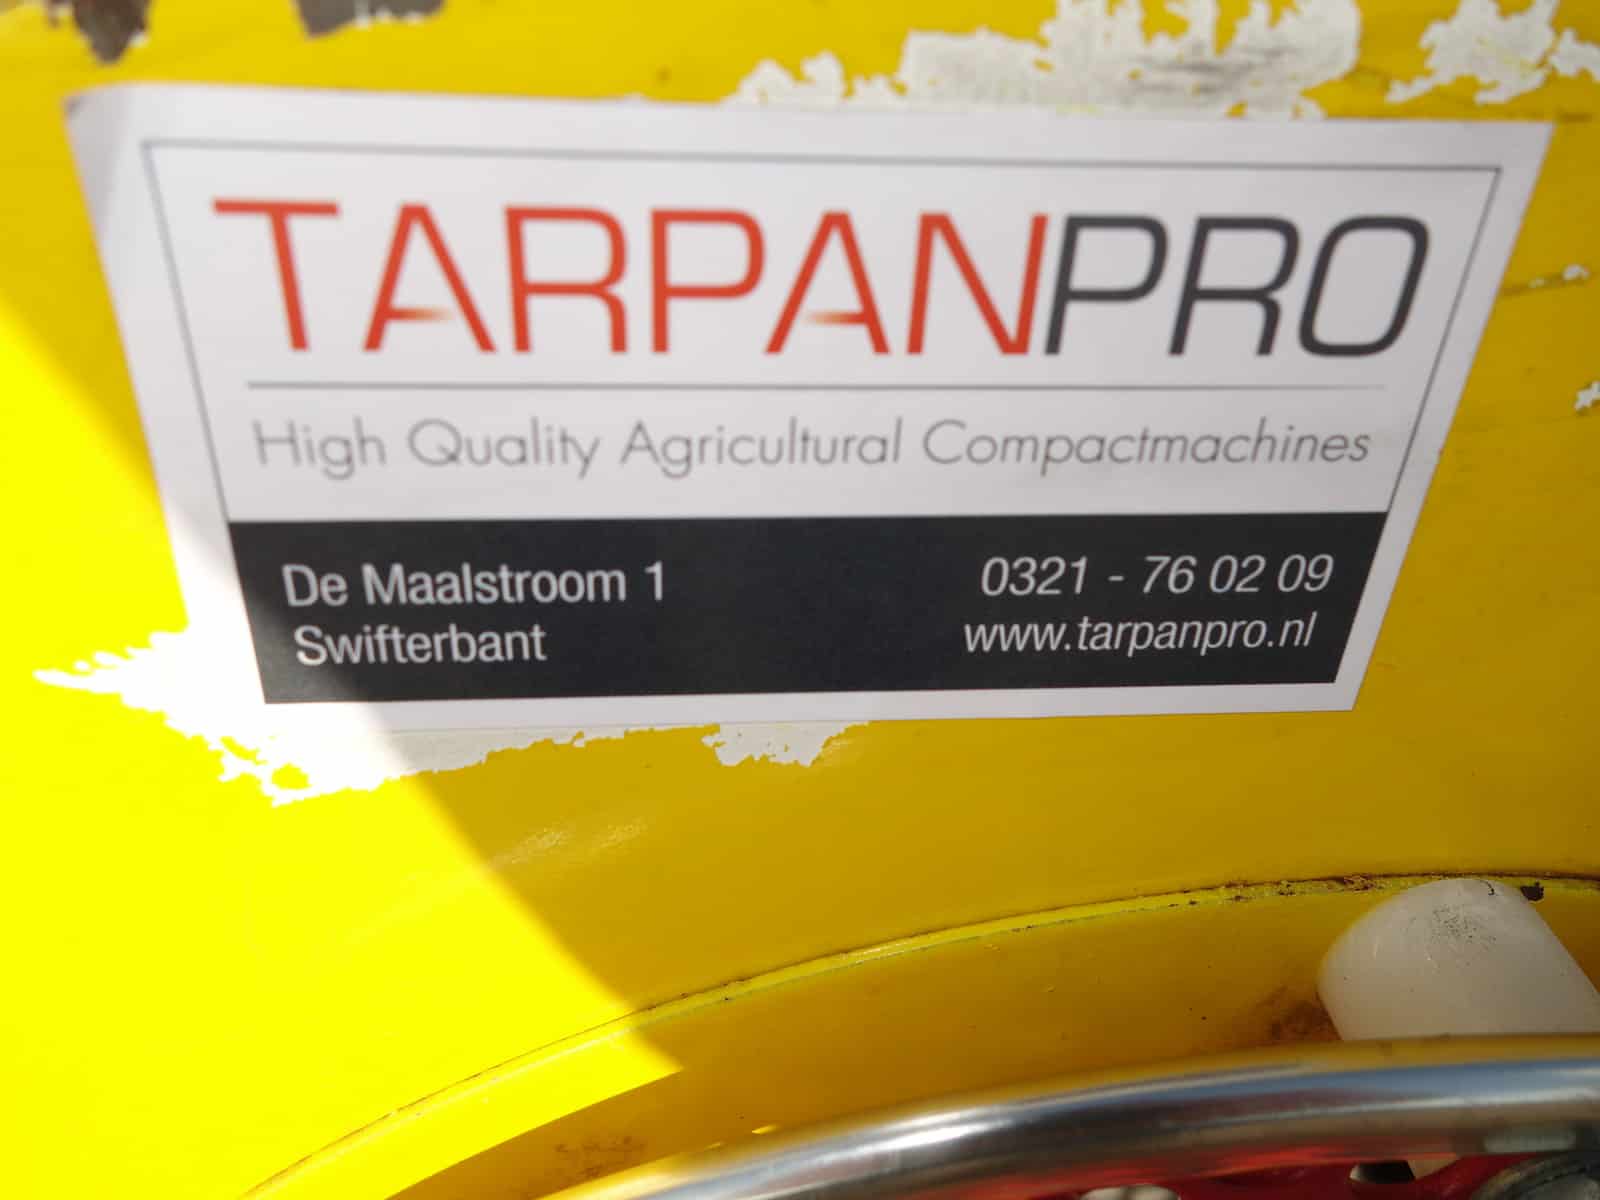 TARPANPRO
High Quality Agricultural Compactmachines
De Maalstroom 1
Swifterbant
0321 - 76 02 09
www.tarpanpro.nl